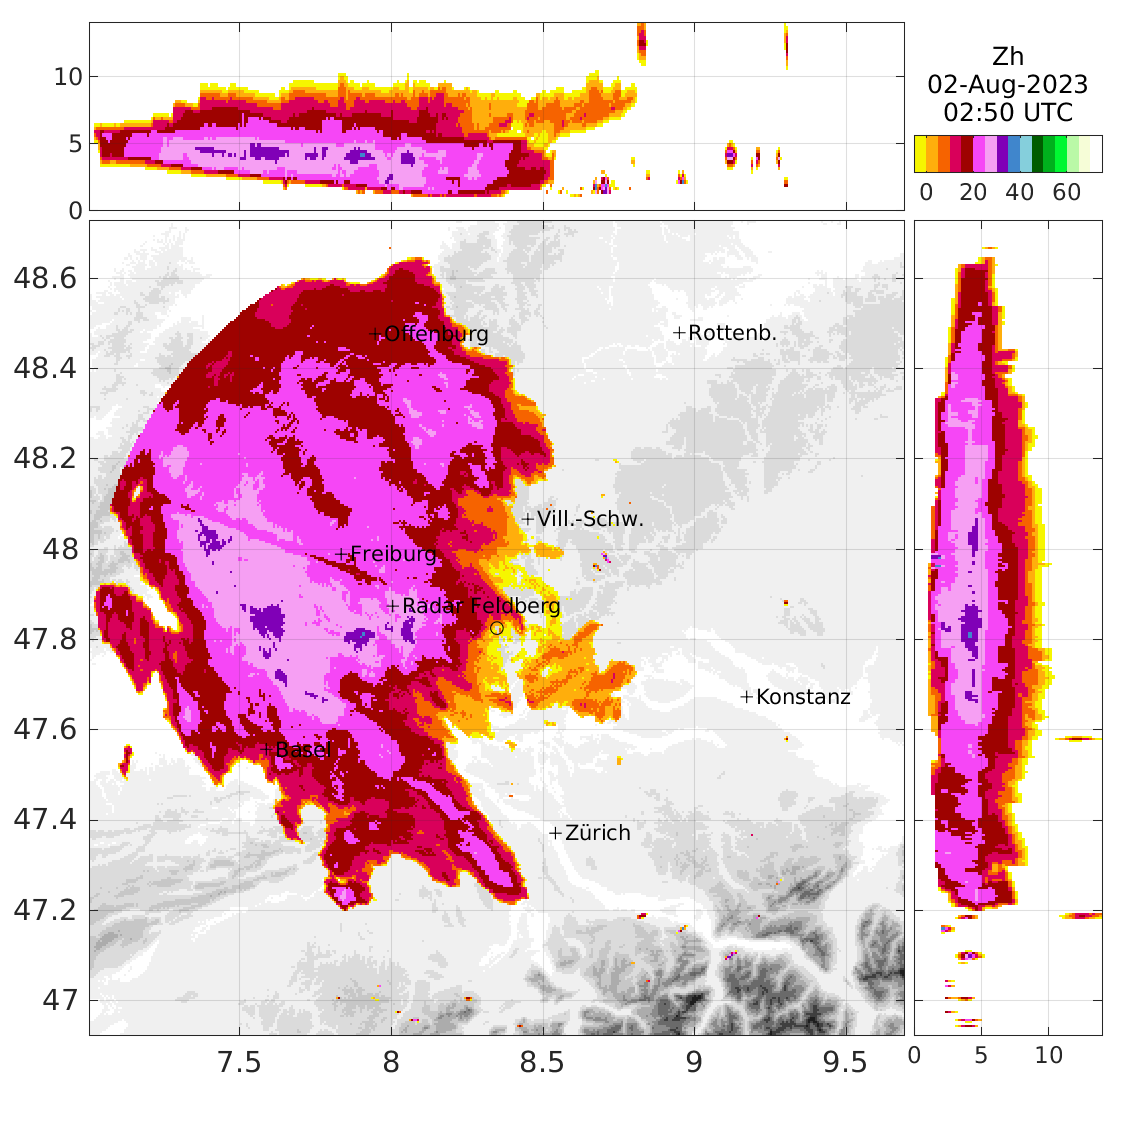 10
5
0
Zh
02-Aug-2023
02:50 UTC
0 20 40 60
48.6
48.4
48.2
48
47.8
47.6
47.4
47.2
47
+Offenburg
+Rottenb.
+Vill.-Schw.
+Freiburg
+Radar Feldberg
+Konstanz
+Basel
+Zürich
7.5 8 8.5 9 9.5
0 5 10